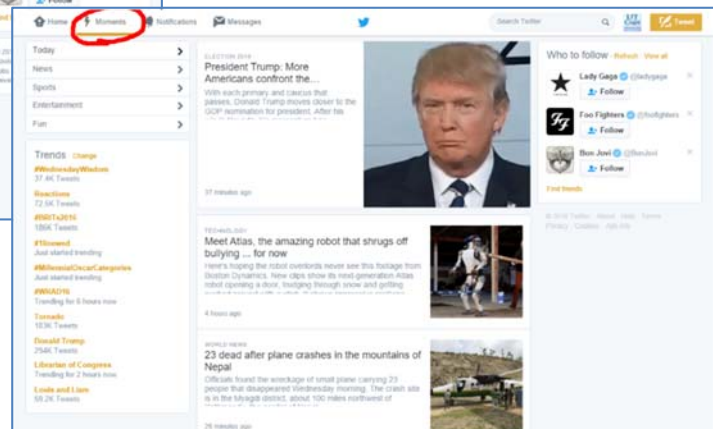 Follow
Home
Moments
Notifications
Messages
Search Twitter
Tweet
Today
News
Sports
Entertainment
Fun
Trends Change
#WednesdayWisdom
37.4K Tweets
Reactions
72.5K Tweets
#BRITs2016
186K Tweets
Just started trending
#MillennialOscarCategories
Just started trending
#WKAD16
Trending for 6 hours now
Tornado
183K Tweets
Donald Trump
254K Tweets
Librarian of Congress
Trending for 2 hours now
Louis and Liam
50.2K Tweets
ELECTION 2016
President Trump: More
Americans confront the...
With each primary and caucus that
passes, Donald Trump moves closer to the
GOP nomination for president. After his
37 minutes ago
TECHNOLOGY
Meet Atlas, the amazing robot that shrugs off
bullying ... for now
Here's hoping the robot overlords never see this footage from
Boston Dynamics. New clips show its next-generation Atlas
robot opening a door, trudging through snow and getting
4 hours ago
WORLD NEWS
23 dead after plane crashes in the mountains of
Nepal
Officials found the wreckage of small plane carrying 23
people that disappeared Wednesday morning. The crash site
is in the Myagdi district, about 100 miles northwest of
26 minutes ago
Who to follow · Refresh · View all
Lady Gaga @ladygaga
Follow
Foo Fighters @foofighters
Follow
Bon Jovi @BonJovi
Follow
Find friends
© 2016 Twitter About Help Terms
Privacy Cookies Ads info